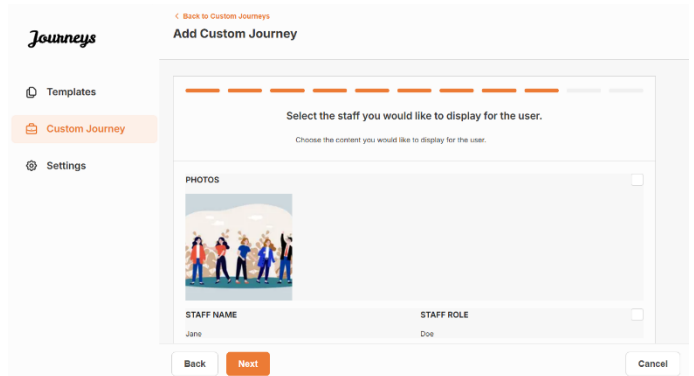 Journeys
< Back to Custom Journeys
Add Custom Journey
Templates
Custom Journey
Settings
Select the staff you would like to display for the user.
Choose the content you would like to display for the user.
PHOTOS
STAFF NAME STAFF ROLE
Jane Doe
Back Next Cancel